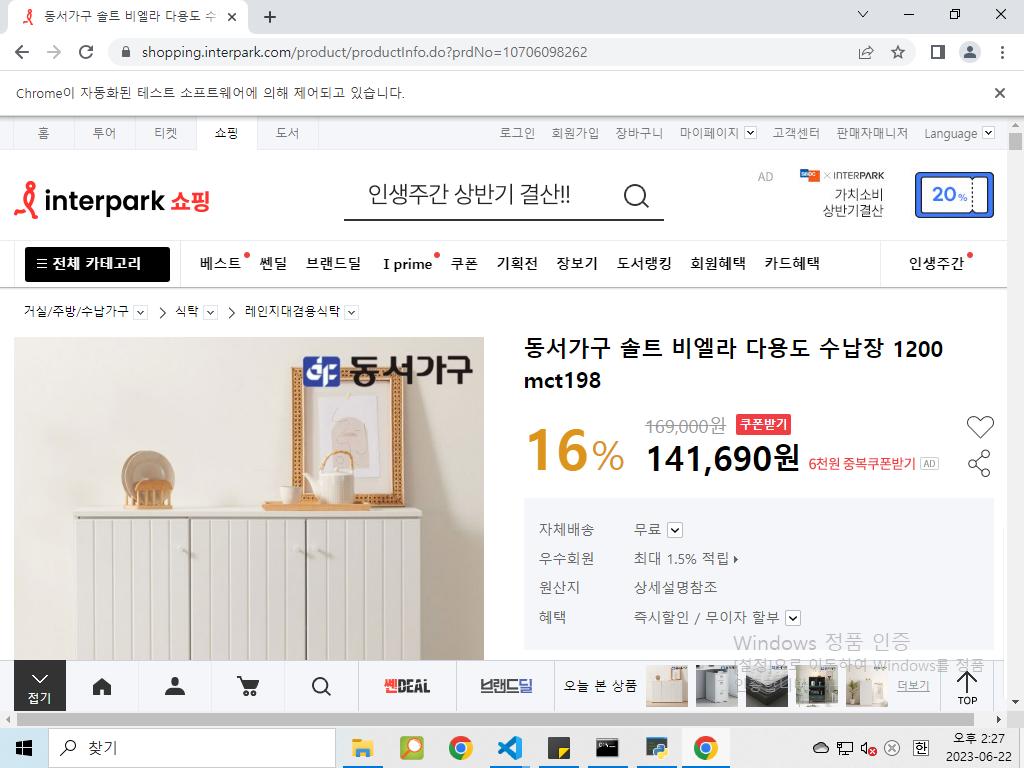 동서가구 솔트 비엘라 다용도 수
shopping.interpark.com/product/productInfo.do?prdNo=10706098262
Chrome이 자동화된 테스트 소프트웨어에 의해 제어되고 있습니다.
홈 투어 티켓 쇼핑 도서 로그인 회원가입 장바구니 마이페이지 고객센터 판매자매니저 Language
interpark 쇼핑 인생주간 상반기 결산!! AD × INTERPARK
가치소비
상반기결산
20%
전체 카테고리 베스트 쎈딜 브랜드딜 I prime 쿠폰 기획전 장보기 도서랭킹 회원혜택 카드혜택 인생주간
거실/주방/수납가구 > 식탁 > 레인지대겸용식탁
동서가구
동서가구 솔트 비엘라 다용도 수납장 1200
mct198
16% 169,000원 쿠폰받기
141,690원 6천원 중복쿠폰받기 AD
자체배송 무료
우수회원 최대 1.5% 적립
원산지 상세설명참조
혜택 즉시할인 / 무이자 할부
Windows 정품 인증
[설정]으로 이동하여 Windows를 정품
접기 쎈DEAL 브랜드딜 오늘 본 상품 더보기 TOP
찾기
오후 2:27
한
2023-06-22